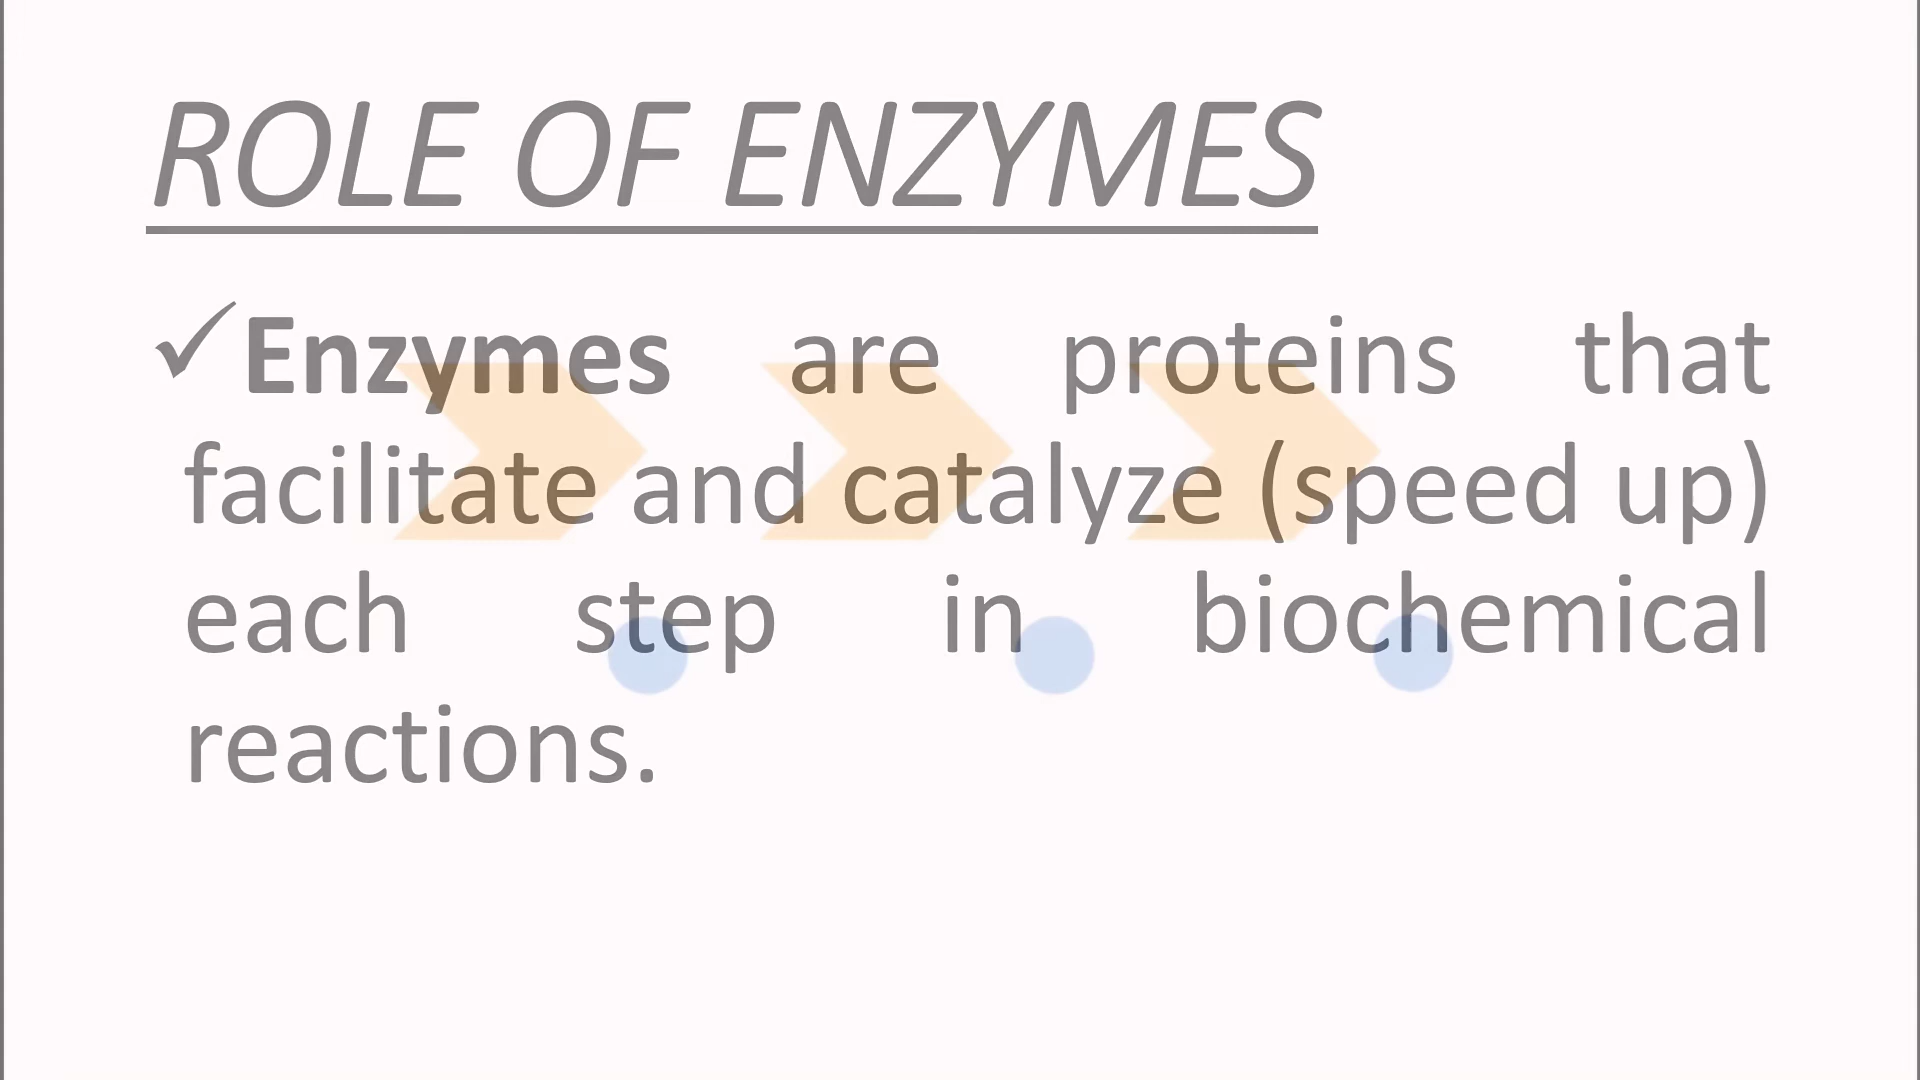 ROLE OF ENZYMES
✓Enzymes are proteins that
facilitate and catalyze (speed up)
each step in biochemical
reactions.